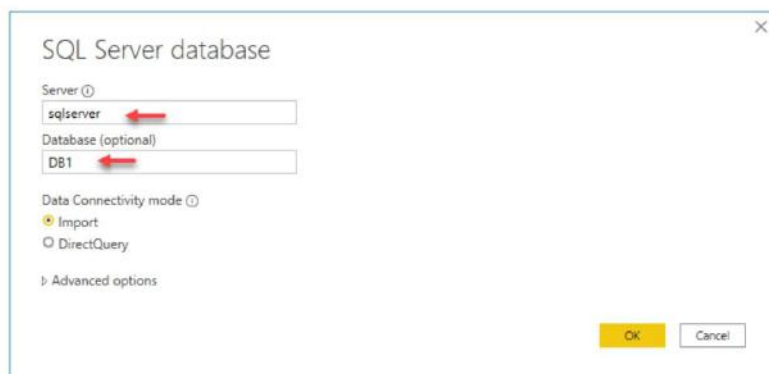 SQL Server database
Server
sqlserver
Database (optional)
DB1
Data Connectivity mode
Import
DirectQuery
Advanced options
OK Cancel